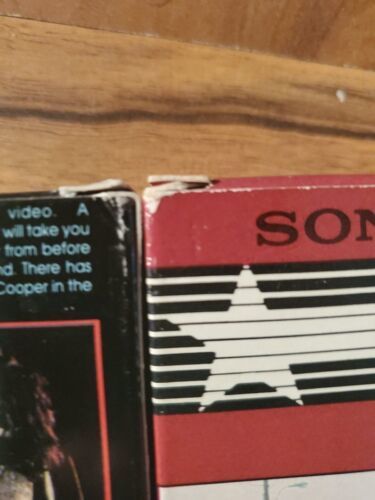 video. A
will take you
from before
There has
Cooper in the
SON